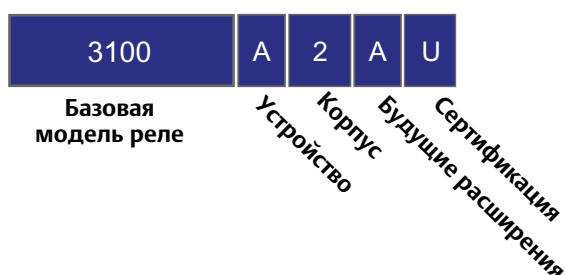 3100 A 2 A U
Базовая
модель реле
Устройство
Корпус
Будущие расширения
Сертификация